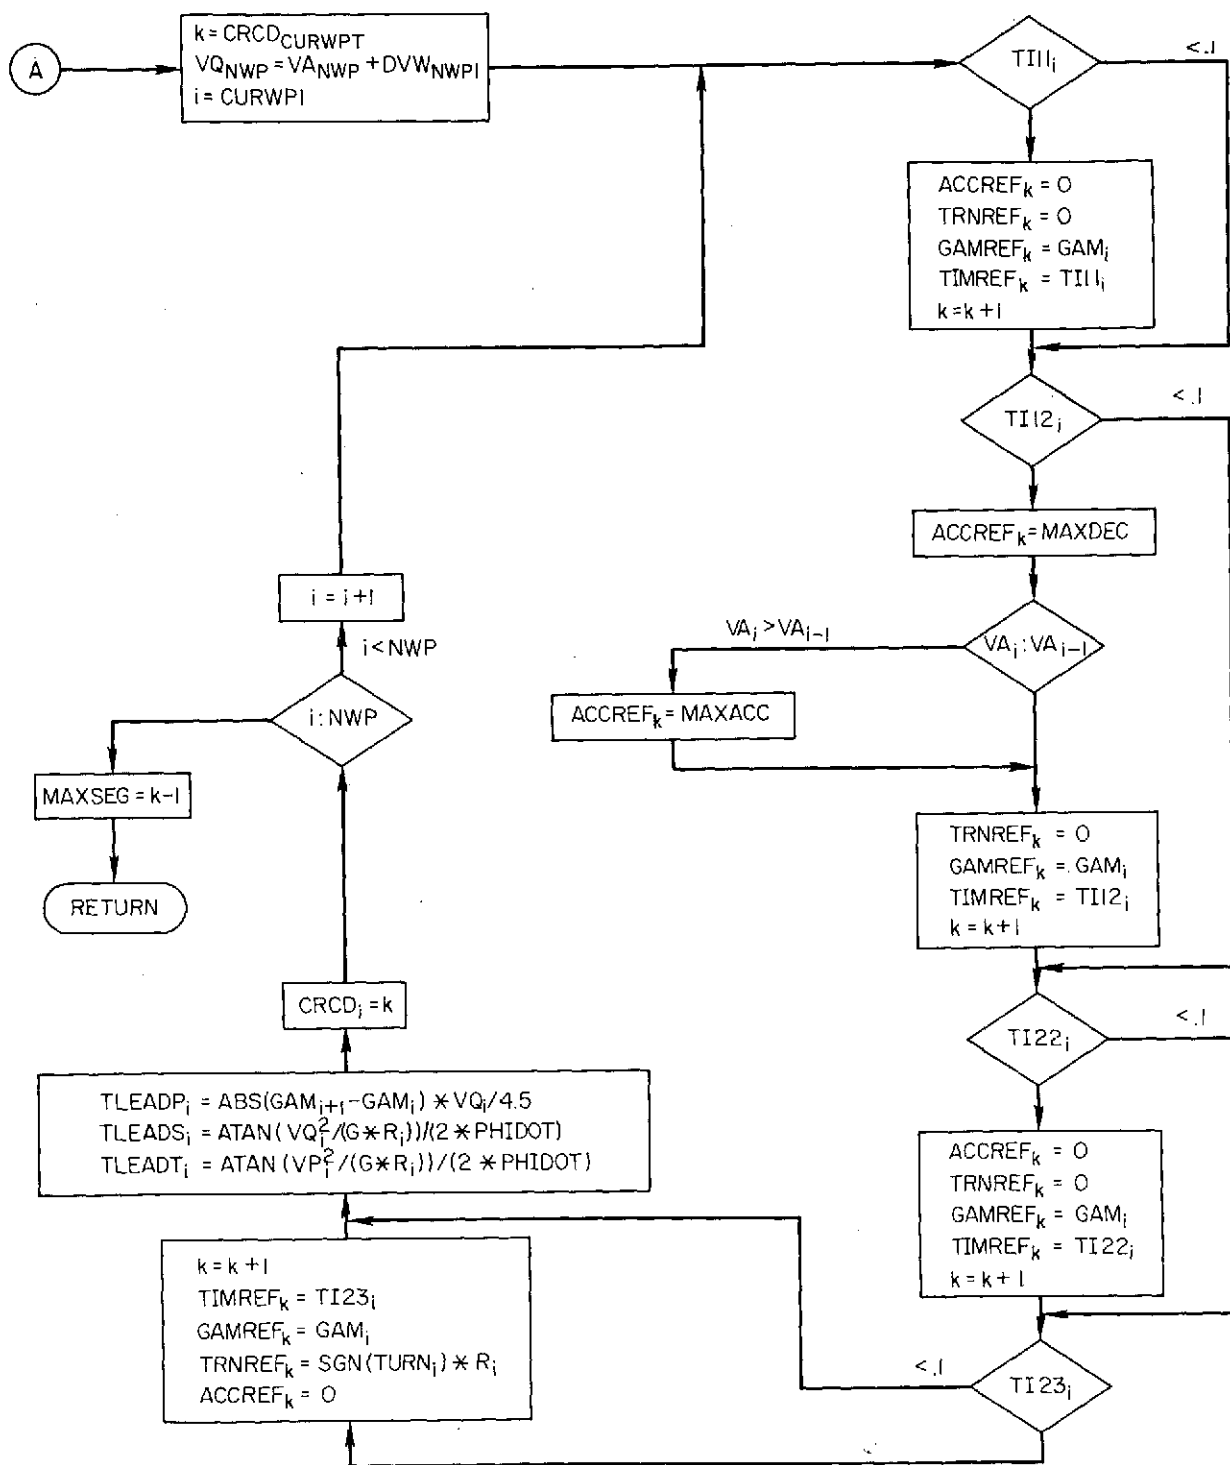 A
k = CRCD_CURWPT
VQ_NWP = VA_NWP + DVW_NWP1
i = CURWP1
TI11_i
<.1
ACCREF_k = 0
TRNREF_k = 0
GAMREF_k = GAM_i
TIMREF_k = TI11_i
k = k+1
TI12_i
<.1
ACCREF_k = MAXDEC
VA_i : VA_i-1
VA_i > VA_i-1
ACCREF_k = MAXACC
TRNREF_k = 0
GAMREF_k = GAM_i
TIMREF_k = TI12_i
k = k+1
TI22_i
<.1
ACCREF_k = 0
TRNREF_k = 0
GAMREF_k = GAM_i
TIMREF_k = TI22_i
k = k+1
TI23_i
<.1
k = k+1
TIMREF_k = TI23_i
GAMREF_k = GAM_i
TRNREF_k = SGN(TURN_i) * R_i
ACCREF_k = 0
TLEADP_i = ABS(GAM_i+1 - GAM_i) * VQ_i/4.5
TLEADS_i = ATAN(VQ_i^2/(G*R_i))/(2 * PHIDOT)
TLEADT_i = ATAN (VP_i^2/(G*R_i))/(2 * PHIDOT)
CRCD_i = k
i : NWP
i < NWP
i = i+1
MAXSEG = k-1
RETURN